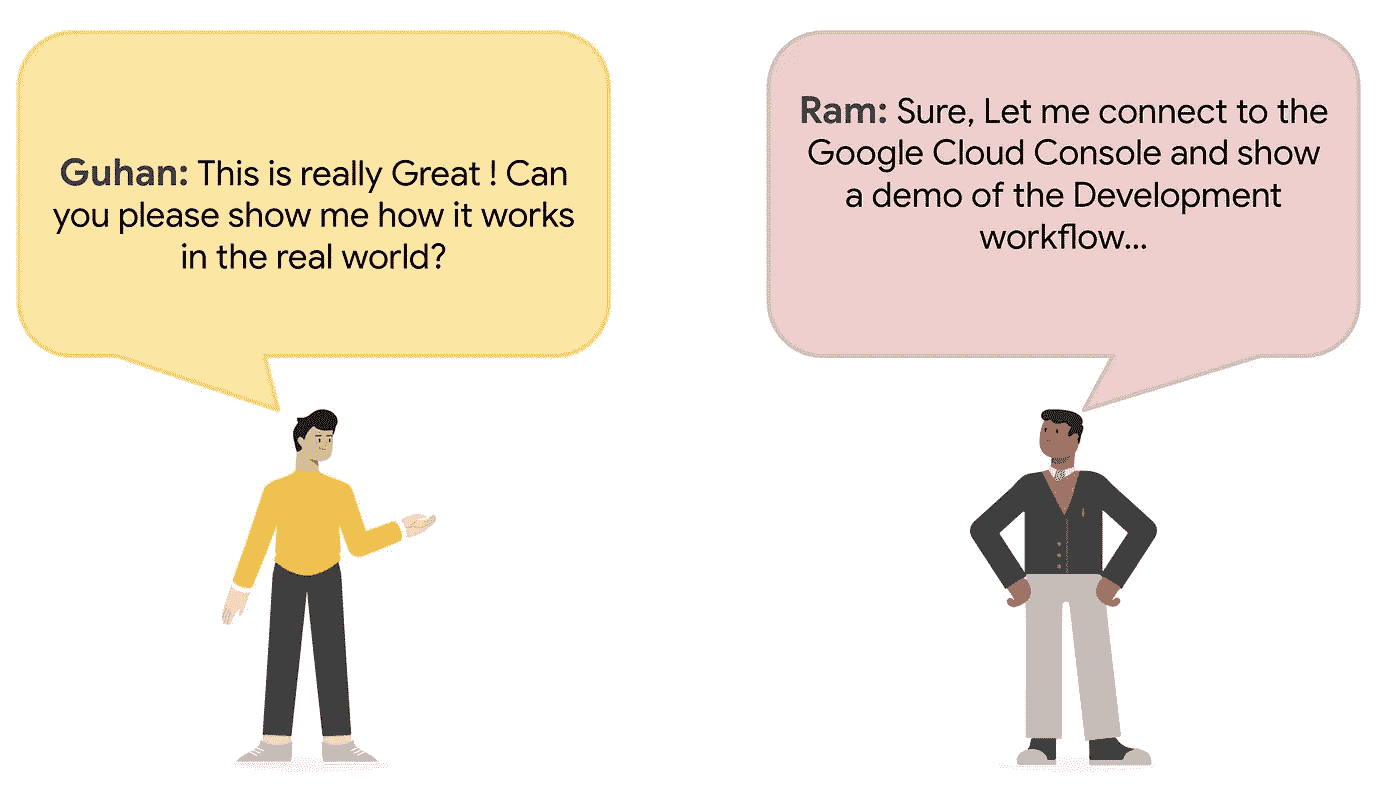 Guhan: This is really Great ! Can
you please show me how it works
in the real world?
Ram: Sure, Let me connect to the
Google Cloud Console and show
a demo of the Development
workflow...